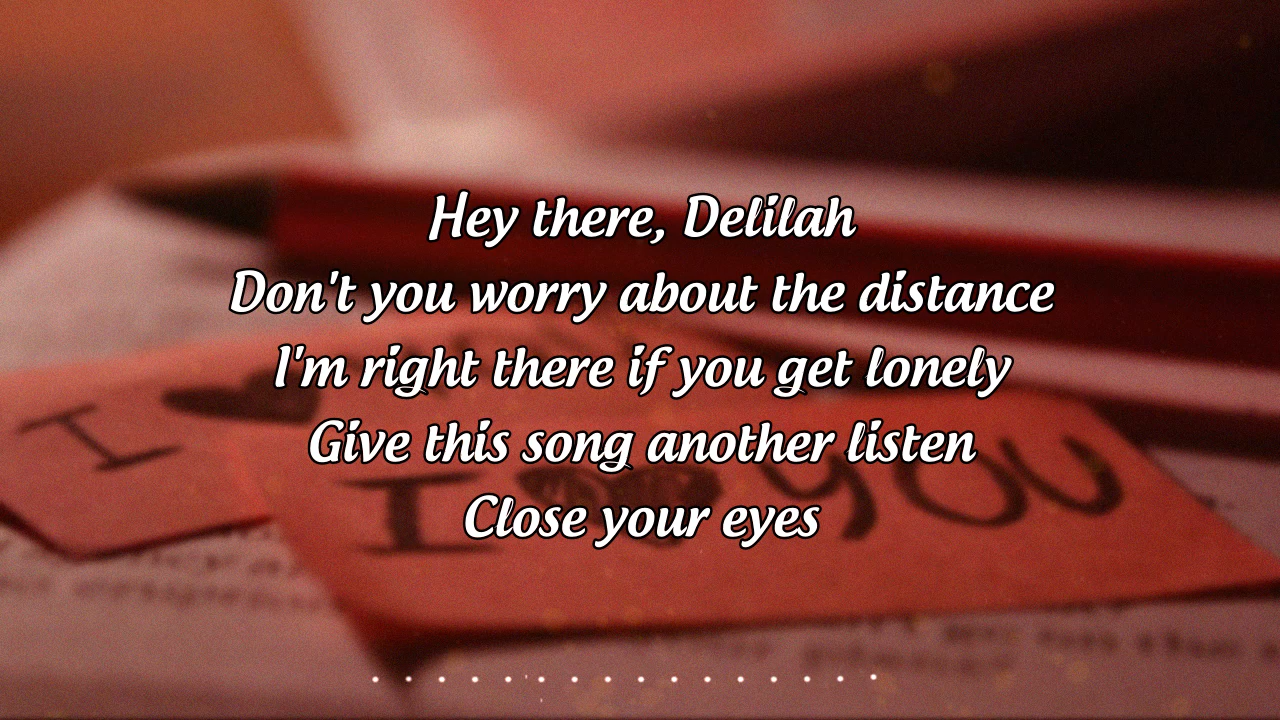 Hey there, Delilah
Don't you worry about the distance
I'm right there if you get lonely
Give this song another listen
Close your eyes
I ♥
I ♥ YOU